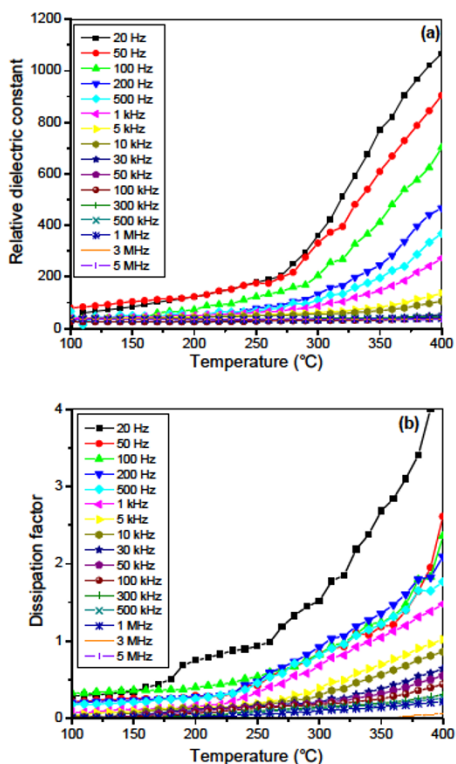 (a)
1200
1000
800
600
400
200
0
Relative dielectric constant
20 Hz
50 Hz
100 Hz
200 Hz
500 Hz
1 kHz
5 kHz
10 kHz
30 kHz
50 kHz
100 kHz
300 kHz
500 kHz
1 MHz
3 MHz
5 MHz
100 150 200 250 300 350 400
Temperature (℃)
(b)
4
3
2
1
0
Dissipation factor
20 Hz
50 Hz
100 Hz
200 Hz
500 Hz
1 kHz
5 kHz
10 kHz
30 kHz
50 kHz
100 kHz
300 kHz
500 kHz
1 MHz
3 MHz
5 MHz
100 150 200 250 300 350 400
Temperature (℃)